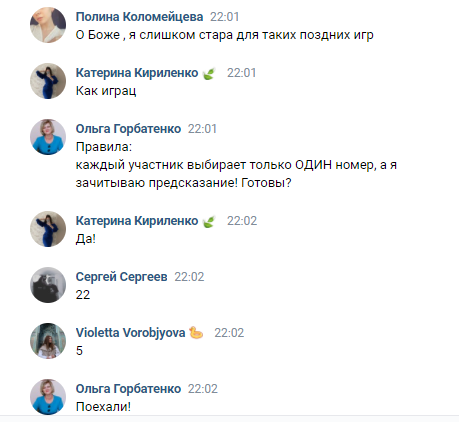 Полина Коломейцева 22:01
О Боже , я слишком стара для таких поздних игр
Катерина Кириленко 22:01
Как играц
Ольга Горбатенко 22:01
Правила:
каждый участник выбирает только ОДИН номер, а я
зачитываю предсказание! Готовы?
Катерина Кириленко 22:02
Да!
Сергей Сергеев 22:02
22
Violetta Vorobjyova 22:02
5
Ольга Горбатенко 22:02
Поехали!